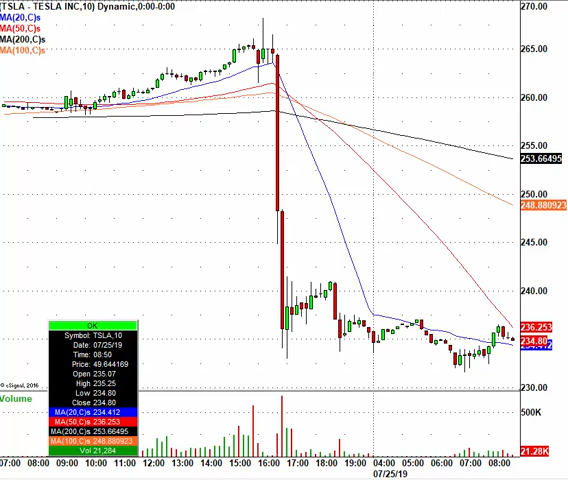 (TSLA - TESLA INC,10) Dynamic,0:00-0:00
MA(20,C)s
MA(50,C)s
MA(200,C)s
MA(100,C)s
270.00
265.00
260.00
255.00
253.66495
250.00
248.880923
245.00
240.00
236.253
234.80
230.00
OK
Symbol TSLA,10
Date: 07/25/19
Time: 08:50
Price: 49.644169
Open 235.07
High 235.25
Low 234.80
Close 234.80
MA(20,C)s 234.412
MA(50,C)s 236.253
MA(200,C)s 253.66495
MA(100,C)s 248.880923
Vol 21,284
© eSignal, 2016
Volume
500K
21.28K
07:00 08:00 09:00 10:00 11:00 12:00 13:00 14:00 15:00 16:00 17:00 18:00 19:00 04:00 05:00 06:00 07:00 08:00
07/25/19